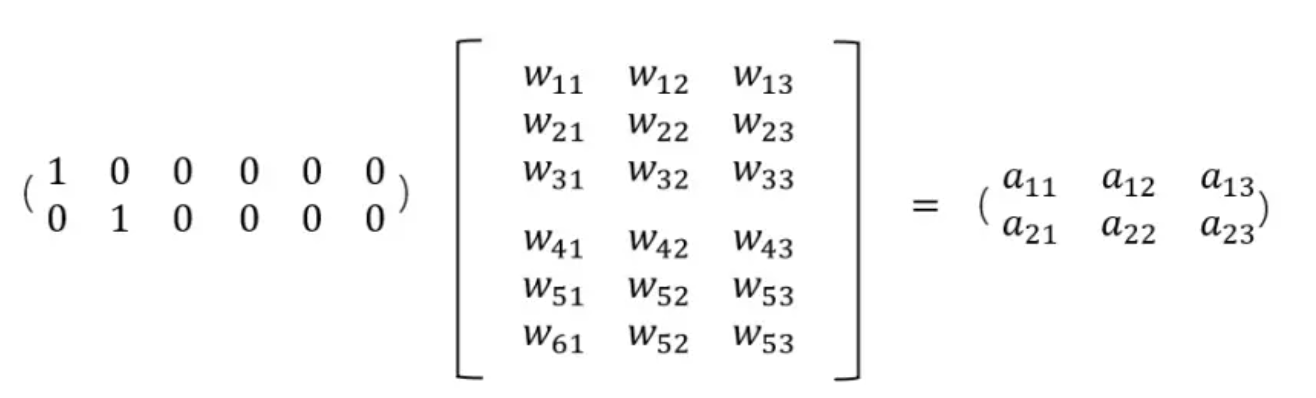 ( 1 0 0 0 0 0
0 1 0 0 0 0 )
[ w₁₁ w₁₂ w₁₃
w₂₁ w₂₂ w₂₃
w₃₁ w₃₂ w₃₃
w₄₁ w₄₂ w₄₃
w₅₁ w₅₂ w₅₃
w₆₁ w₅₂ w₅₃ ]
=
( a₁₁ a₁₂ a₁₃
a₂₁ a₂₂ a₂₃ )